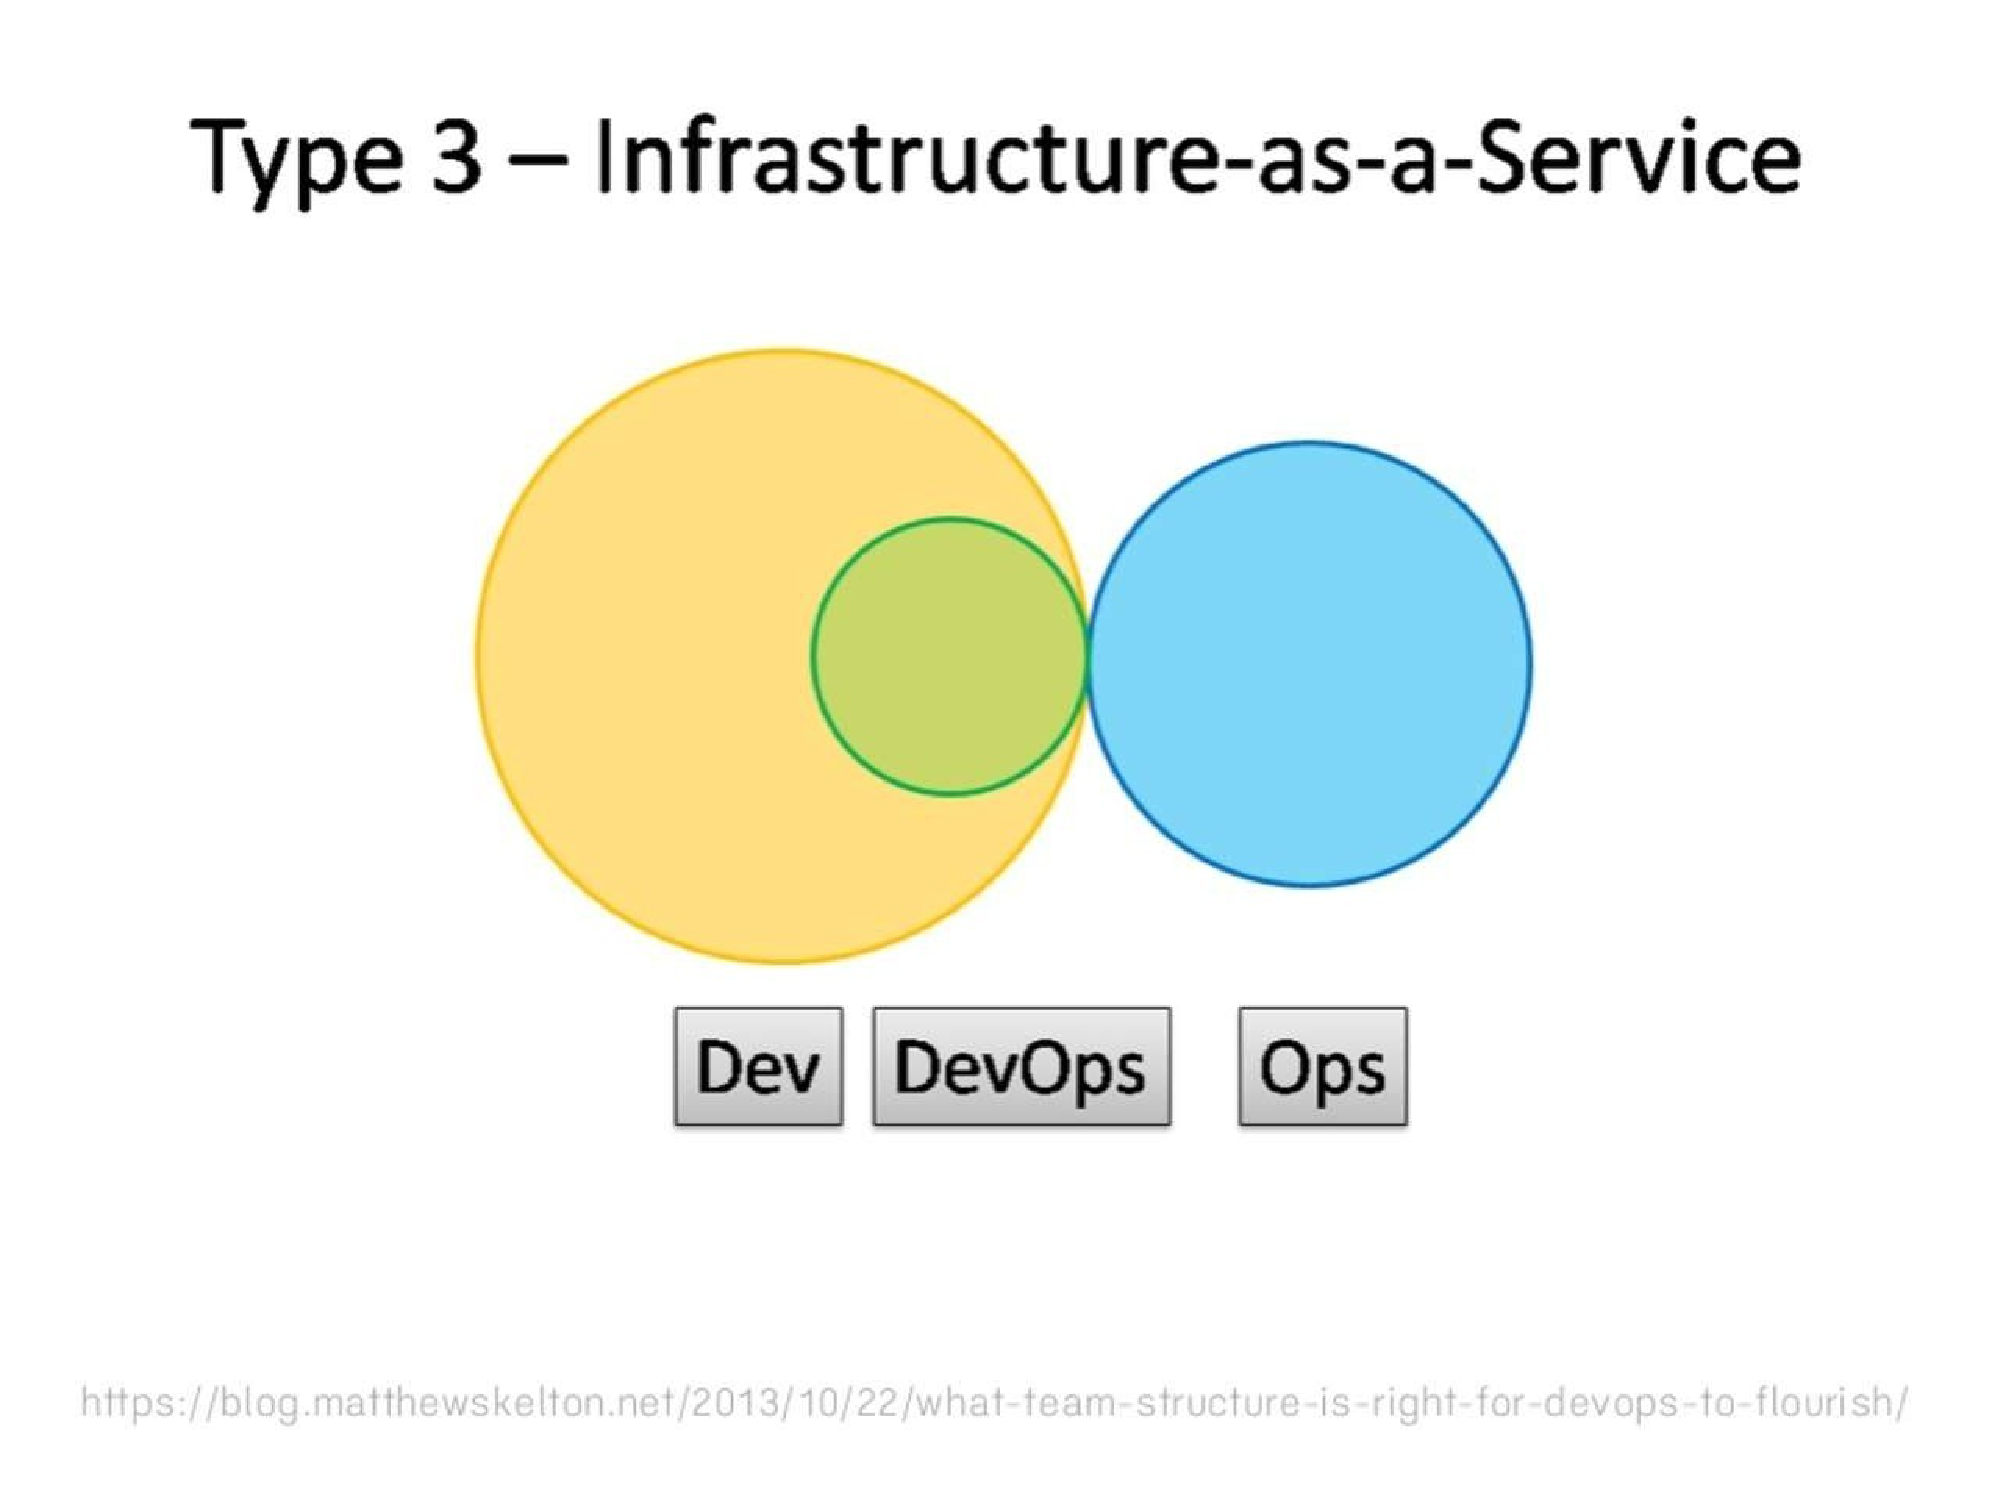 Type 3 – Infrastructure-as-a-Service
Dev DevOps Ops
https://blog.matthewskelton.net/2013/10/22/what-team-structure-is-right-for-devops-to-flourish/